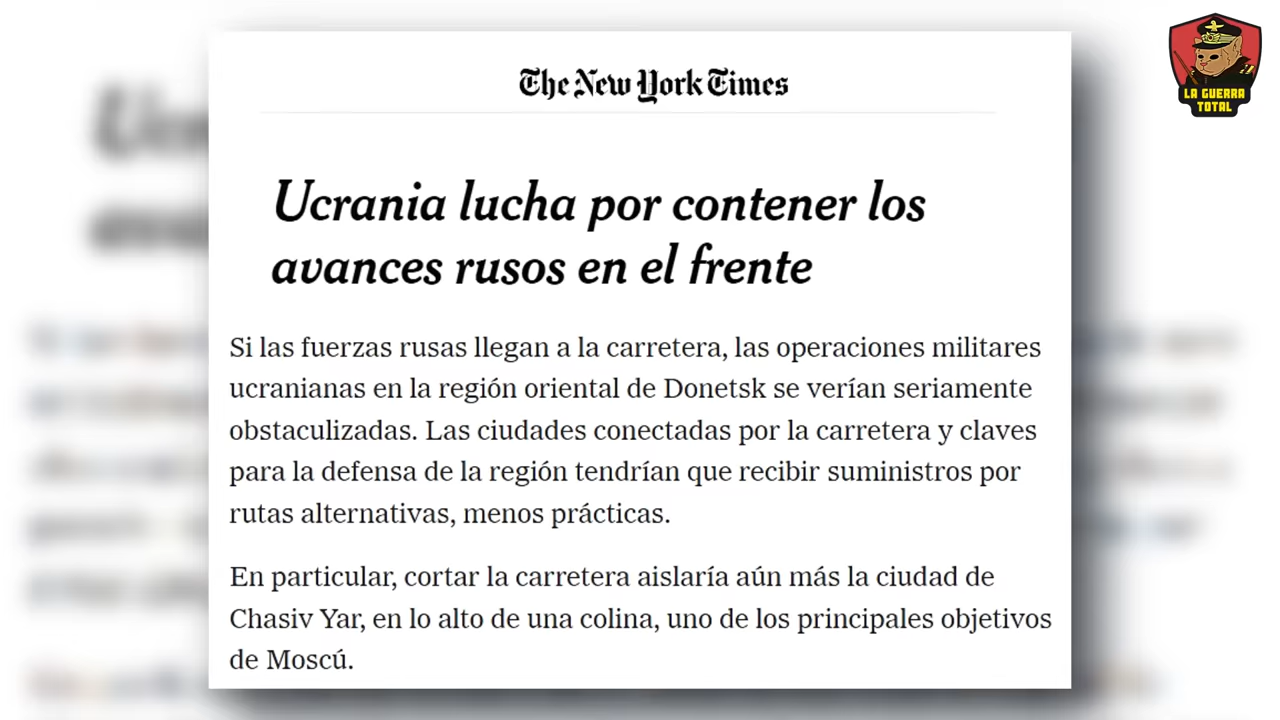 The New York Times
LA GUERRA
TOTAL
Ucrania lucha por contener los
avances rusos en el frente
Si las fuerzas rusas llegan a la carretera, las operaciones militares
ucranianas en la región oriental de Donetsk se verían seriamente
obstaculizadas. Las ciudades conectadas por la carretera y claves
para la defensa de la región tendrían que recibir suministros por
rutas alternativas, menos prácticas.
En particular, cortar la carretera aislaría aún más la ciudad de
Chasiv Yar, en lo alto de una colina, uno de los principales objetivos
de Moscú.